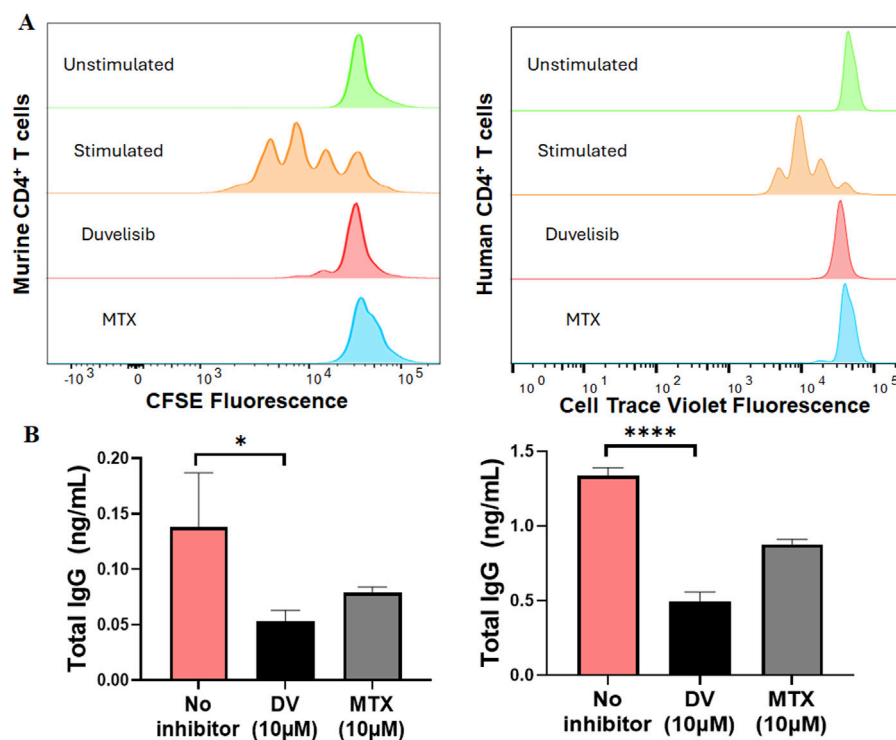 A
Murine CD4⁺ T cells
Unstimulated
Stimulated
Duvelisib
MTX
-10³ 0 10³ 10⁴ 10⁵
CFSE Fluorescence
Human CD4⁺ T cells
Unstimulated
Stimulated
Duvelisib
MTX
10⁰ 10¹ 10² 10³ 10⁴ 10⁵
Cell Trace Violet Fluorescence
B
Total IgG (ng/mL)
0.20
0.15
0.10
0.05
0.00
*
No inhibitor
DV (10µM)
MTX (10µM)
Total IgG (ng/mL)
1.5
1.0
0.5
0.0
****
No inhibitor
DV (10µM)
MTX (10µM)